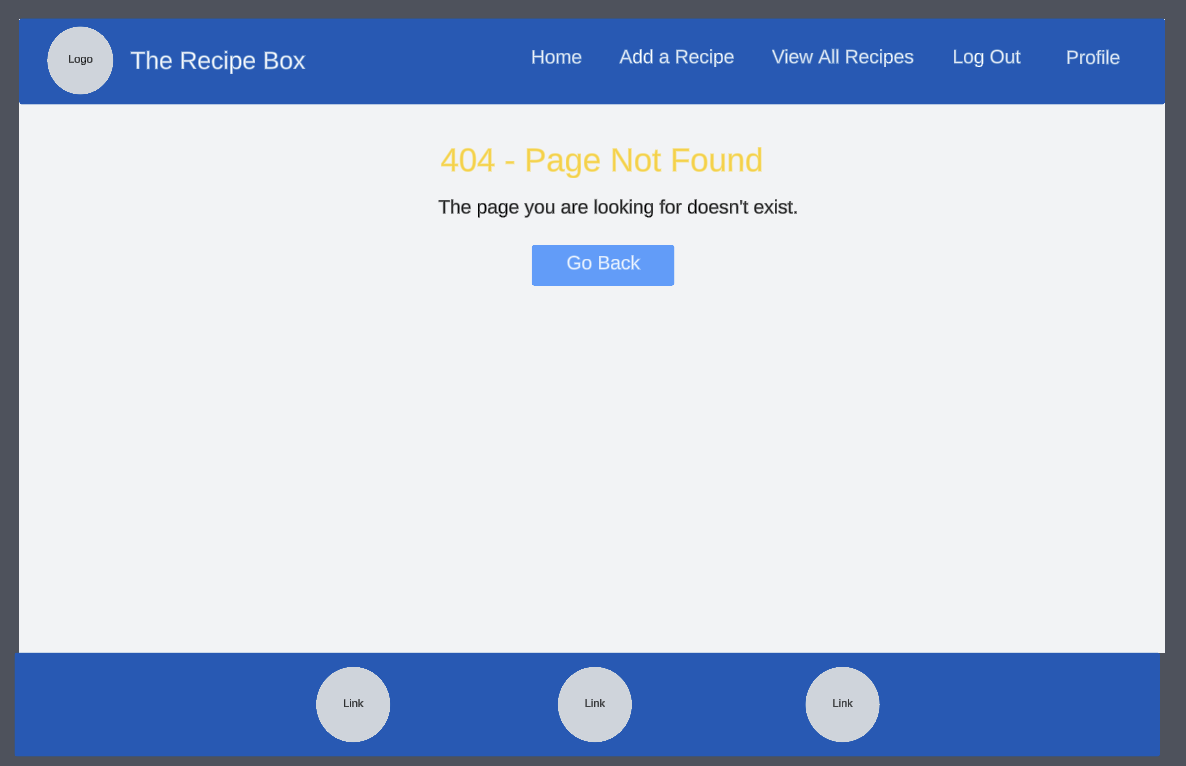 Logo
The Recipe Box
Home
Add a Recipe
View All Recipes
Log Out
Profile
404 - Page Not Found
The page you are looking for doesn't exist.
Go Back
Link
Link
Link